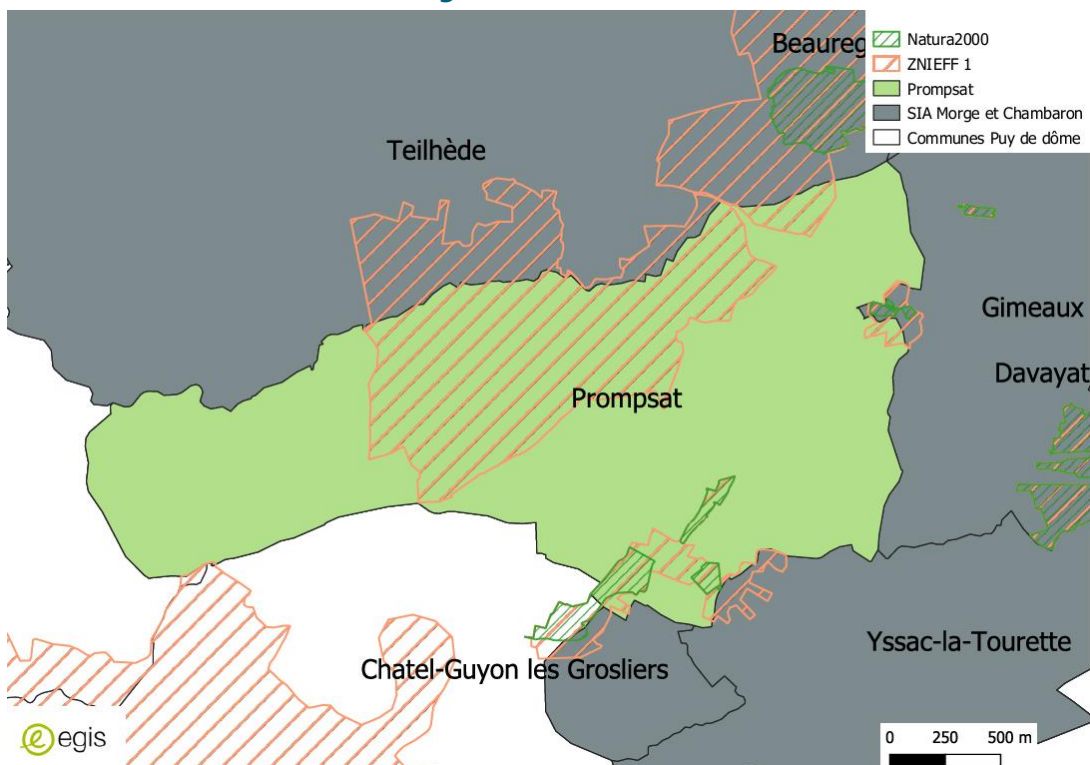 Beaureg
Natura2000
ZNIEFF 1
Prompsat
SIA Morge et Chambaron
Communes Puy de dôme
Teilhède
Gimeaux
Davayat
Prompsat
Yssac-la-Tourette
Chatel-Guyon les Grosliers
egis
0 250 500 m